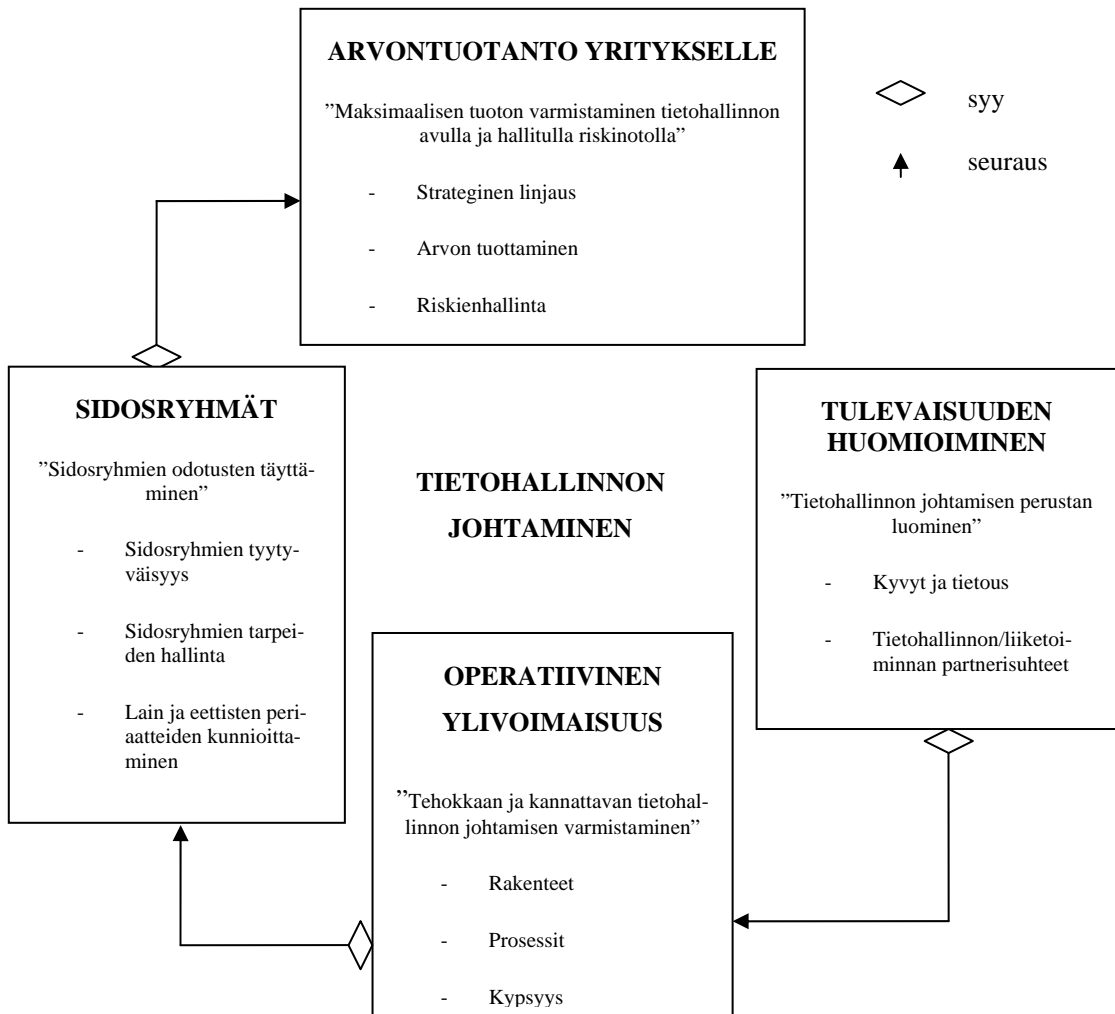 ARVONTUOTANTO YRITYKSELLE
”Maksimaalisen tuoton varmistaminen tietohallinnon
avulla ja hallitulla riskinotolla”
- Strateginen linjaus
- Arvon tuottaminen
- Riskienhallinta
syy
seuraus
SIDOSRYHMÄT
”Sidosryhmien odotusten täyttä-
minen”
- Sidosryhmien tyyty-
väisyys
- Sidosryhmien tarpei-
den hallinta
- Lain ja eettisten peri-
aatteiden kunnioitta-
minen
TIETOHALLINNON
JOHTAMINEN
TULEVAISUUDEN
HUOMIOIMINEN
”Tietohallinnon johtamisen perustan
luominen”
- Kyvyt ja tietous
- Tietohallinnon/liiketoi-
minnan partnerisuhteet
OPERATIIVINEN
YLIVOIMAISUUS
”Tehokkaan ja kannattavan tietohal-
linnon johtamisen varmistaminen”
- Rakenteet
- Prosessit
- Kypsyys